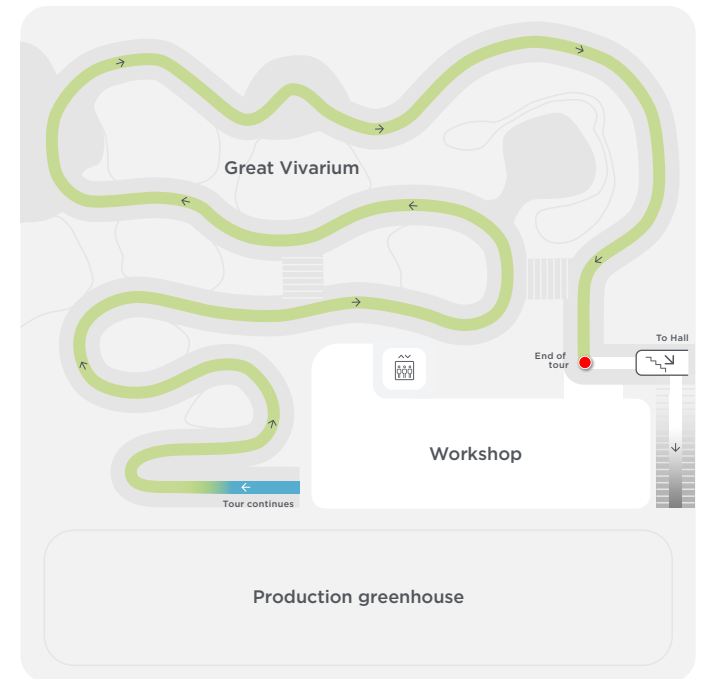 Great Vivarium
To Hall
End of
tour
Workshop
Tour continues
Production greenhouse